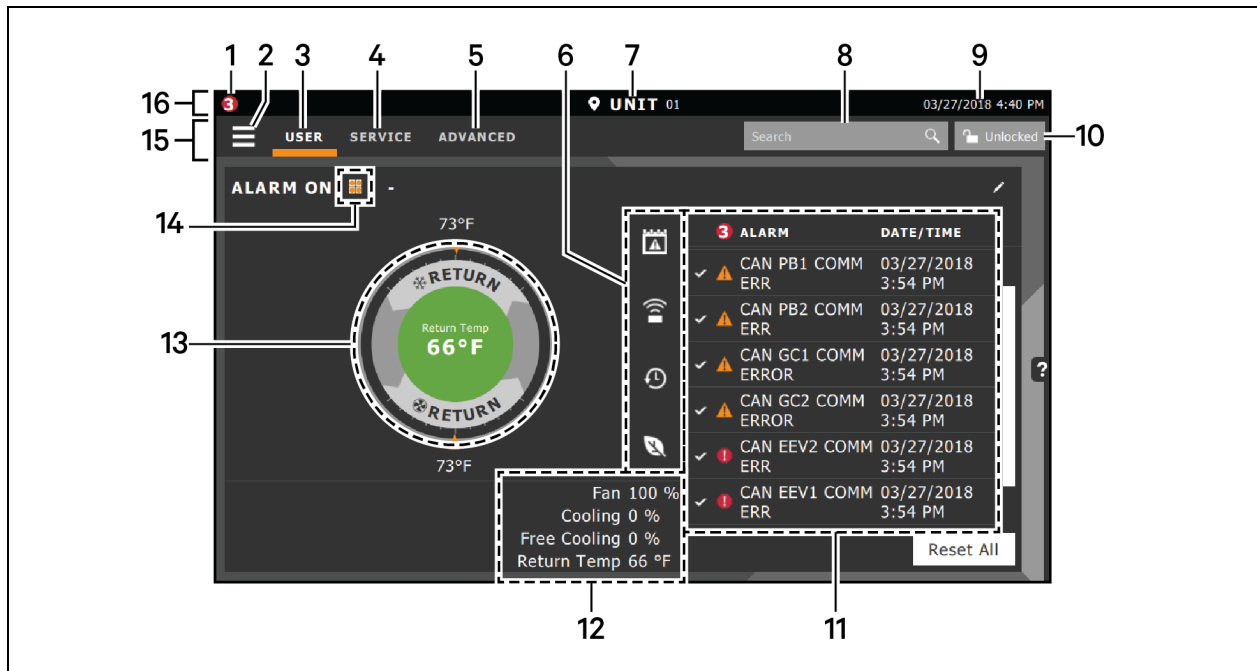 1 2 3 4 5 6 7 8 9
16 3 UNIT 01 03/27/2018 4:40 PM
15 USER SERVICE ADVANCED Search Unlocked 10
ALARM ON -
14
73°F
RETURN
Return Temp
66°F
RETURN
73°F
13
3 ALARM DATE/TIME
CAN PB1 COMM 03/27/2018
ERR 3:54 PM
CAN PB2 COMM 03/27/2018
ERR 3:54 PM
CAN GC1 COMM 03/27/2018
ERROR 3:54 PM
?
CAN GC2 COMM 03/27/2018
ERROR 3:54 PM
CAN EEV2 COMM 03/27/2018
ERR 3:54 PM
CAN EEV1 COMM 03/27/2018
ERR 3:54 PM
Fan 100 %
Cooling 0 %
Free Cooling 0 %
Return Temp 66 °F
Reset All
12 11